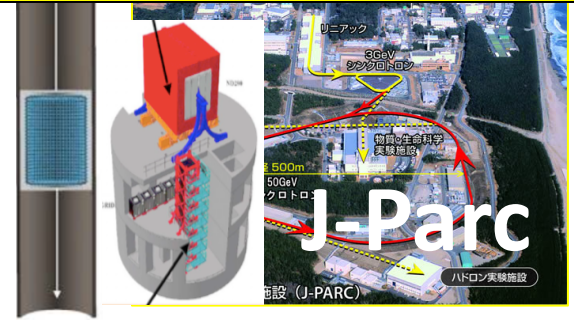 リニアック
3GeV
シンクロトロン
物質・生命科学
実験施設
径 500m
50GeV
クロトロン
J-Parc
ハドロン実験施設
施設（J-PARC）